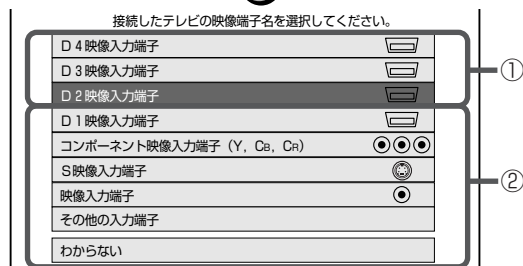 接続したテレビの映像端子名を選択してください。
D4映像入力端子
D3映像入力端子
D2映像入力端子
①
D1映像入力端子
コンポーネント映像入力端子（Y，CB，CR）
S映像入力端子
映像入力端子
その他の入力端子
わからない
②